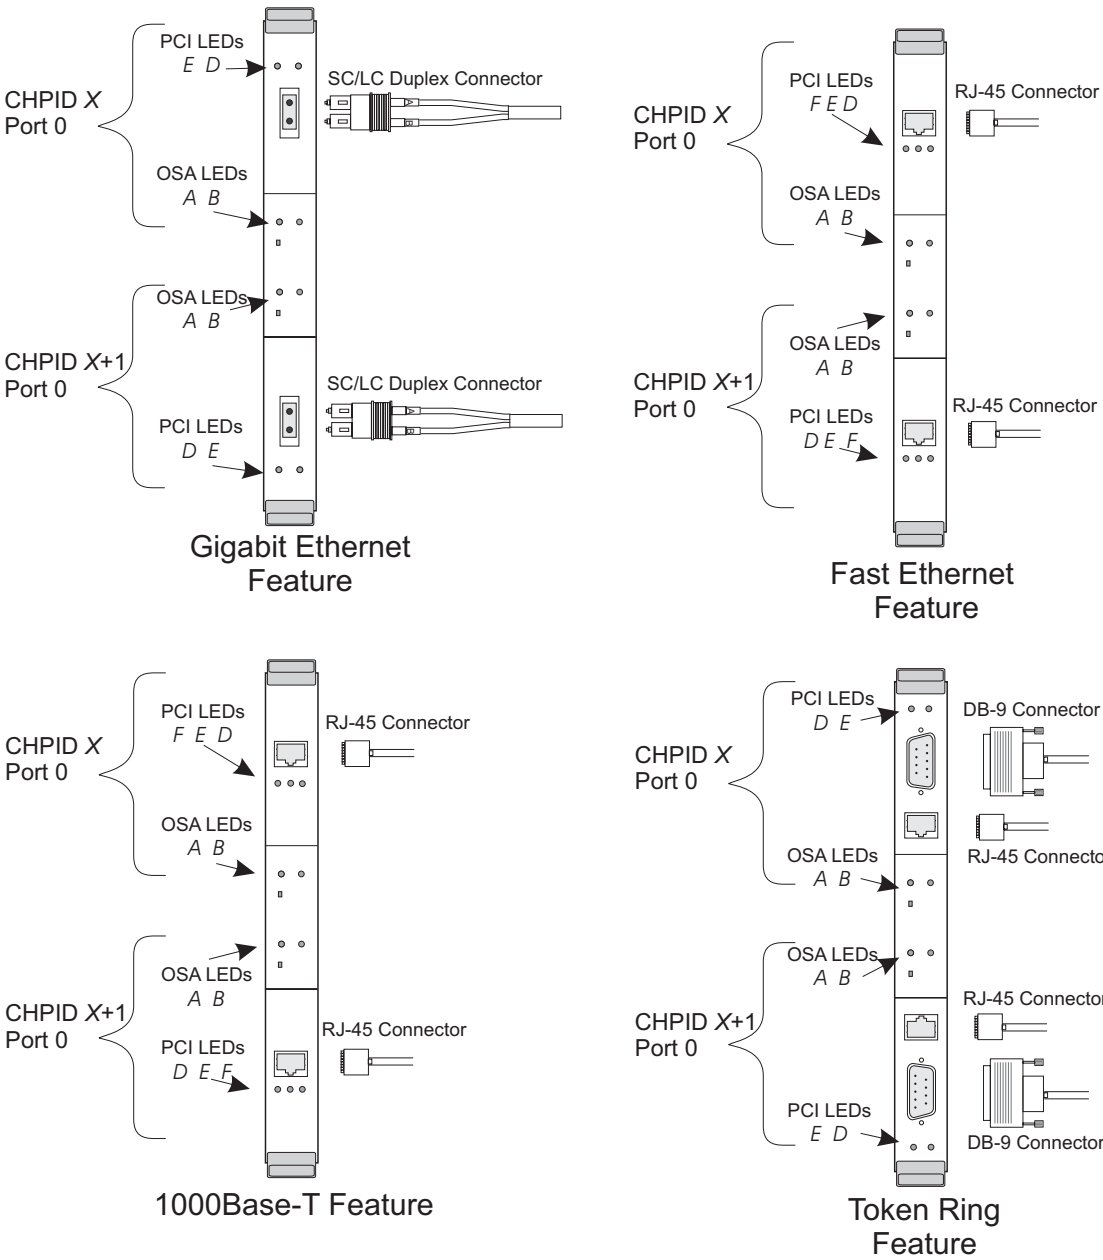 PCI LEDs
E D
SC/LC Duplex Connector
CHPID X
Port 0
OSA LEDs
A B
OSA LEDs
A B
CHPID X+1
Port 0
SC/LC Duplex Connector
PCI LEDs
D E
Gigabit Ethernet
Feature
PCI LEDs
F E D
RJ-45 Connector
CHPID X
Port 0
OSA LEDs
A B
OSA LEDs
A B
CHPID X+1
Port 0
RJ-45 Connector
PCI LEDs
D E F
Fast Ethernet
Feature
PCI LEDs
F E D
RJ-45 Connector
CHPID X
Port 0
OSA LEDs
A B
OSA LEDs
A B
CHPID X+1
Port 0
RJ-45 Connector
PCI LEDs
D E F
1000Base-T Feature
PCI LEDs
D E
DB-9 Connector
CHPID X
Port 0
RJ-45 Connecto
OSA LEDs
A B
OSA LEDs
A B
RJ-45 Connector
CHPID X+1
Port 0
PCI LEDs
E D
DB-9 Connector
Token Ring
Feature